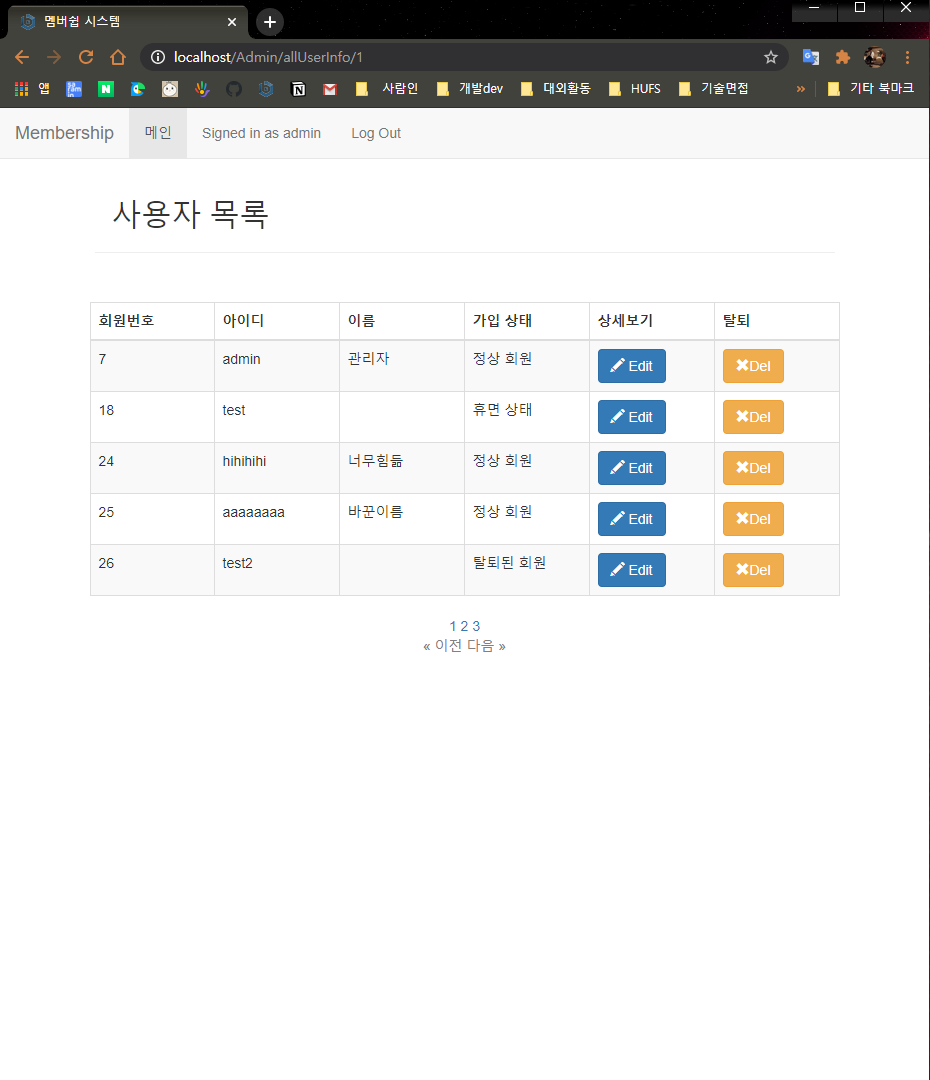 멤버쉽 시스템
localhost/Admin/allUserInfo/1
앱 사람인 개발dev 대외활동 HUFS 기술면접 » 기타 북마크
Membership 메인 Signed in as admin Log Out
사용자 목록
회원번호 아이디 이름 가입 상태 상세보기 탈퇴
7 admin 관리자 정상 회원 Edit Del
18 test 휴면 상태 Edit Del
24 hihihihi 너무힘듦 정상 회원 Edit Del
25 aaaaaaaa 바꾼이름 정상 회원 Edit Del
26 test2 탈퇴된 회원 Edit Del
1 2 3
« 이전 다음 »